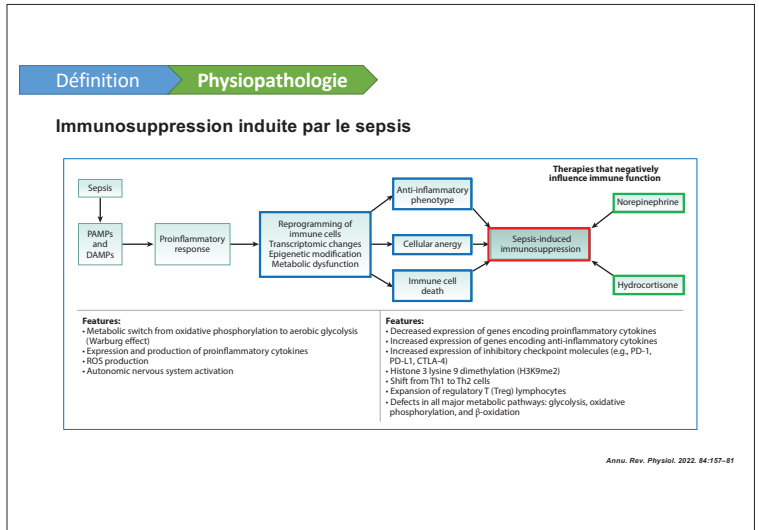 Définition
Physiopathologie
Immunosuppression induite par le sepsis
Therapies that negatively
influence immune function
Sepsis
PAMPs
and
DAMPs
Proinflammatory
response
Reprogramming of
immune cells
Transcriptomic changes
Epigenetic modification
Metabolic dysfunction
Anti-inflammatory
phenotype
Cellular anergy
Immune cell
death
Sepsis-induced
immunosuppression
Norepinephrine
Hydrocortisone
Features:
• Metabolic switch from oxidative phosphorylation to aerobic glycolysis
(Warburg effect)
• Expression and production of proinflammatory cytokines
• ROS production
• Autonomic nervous system activation
Features:
• Decreased expression of genes encoding proinflammatory cytokines
• Increased expression of genes encoding anti-inflammatory cytokines
• Increased expression of inhibitory checkpoint molecules (e.g., PD-1,
PD-L1, CTLA-4)
• Histone 3 lysine 9 dimethylation (H3K9me2)
• Shift from Th1 to Th2 cells
• Expansion of regulatory T (Treg) lymphocytes
• Defects in all major metabolic pathways: glycolysis, oxidative
phosphorylation, and β-oxidation
Annu. Rev. Physiol. 2022. 84:157–81